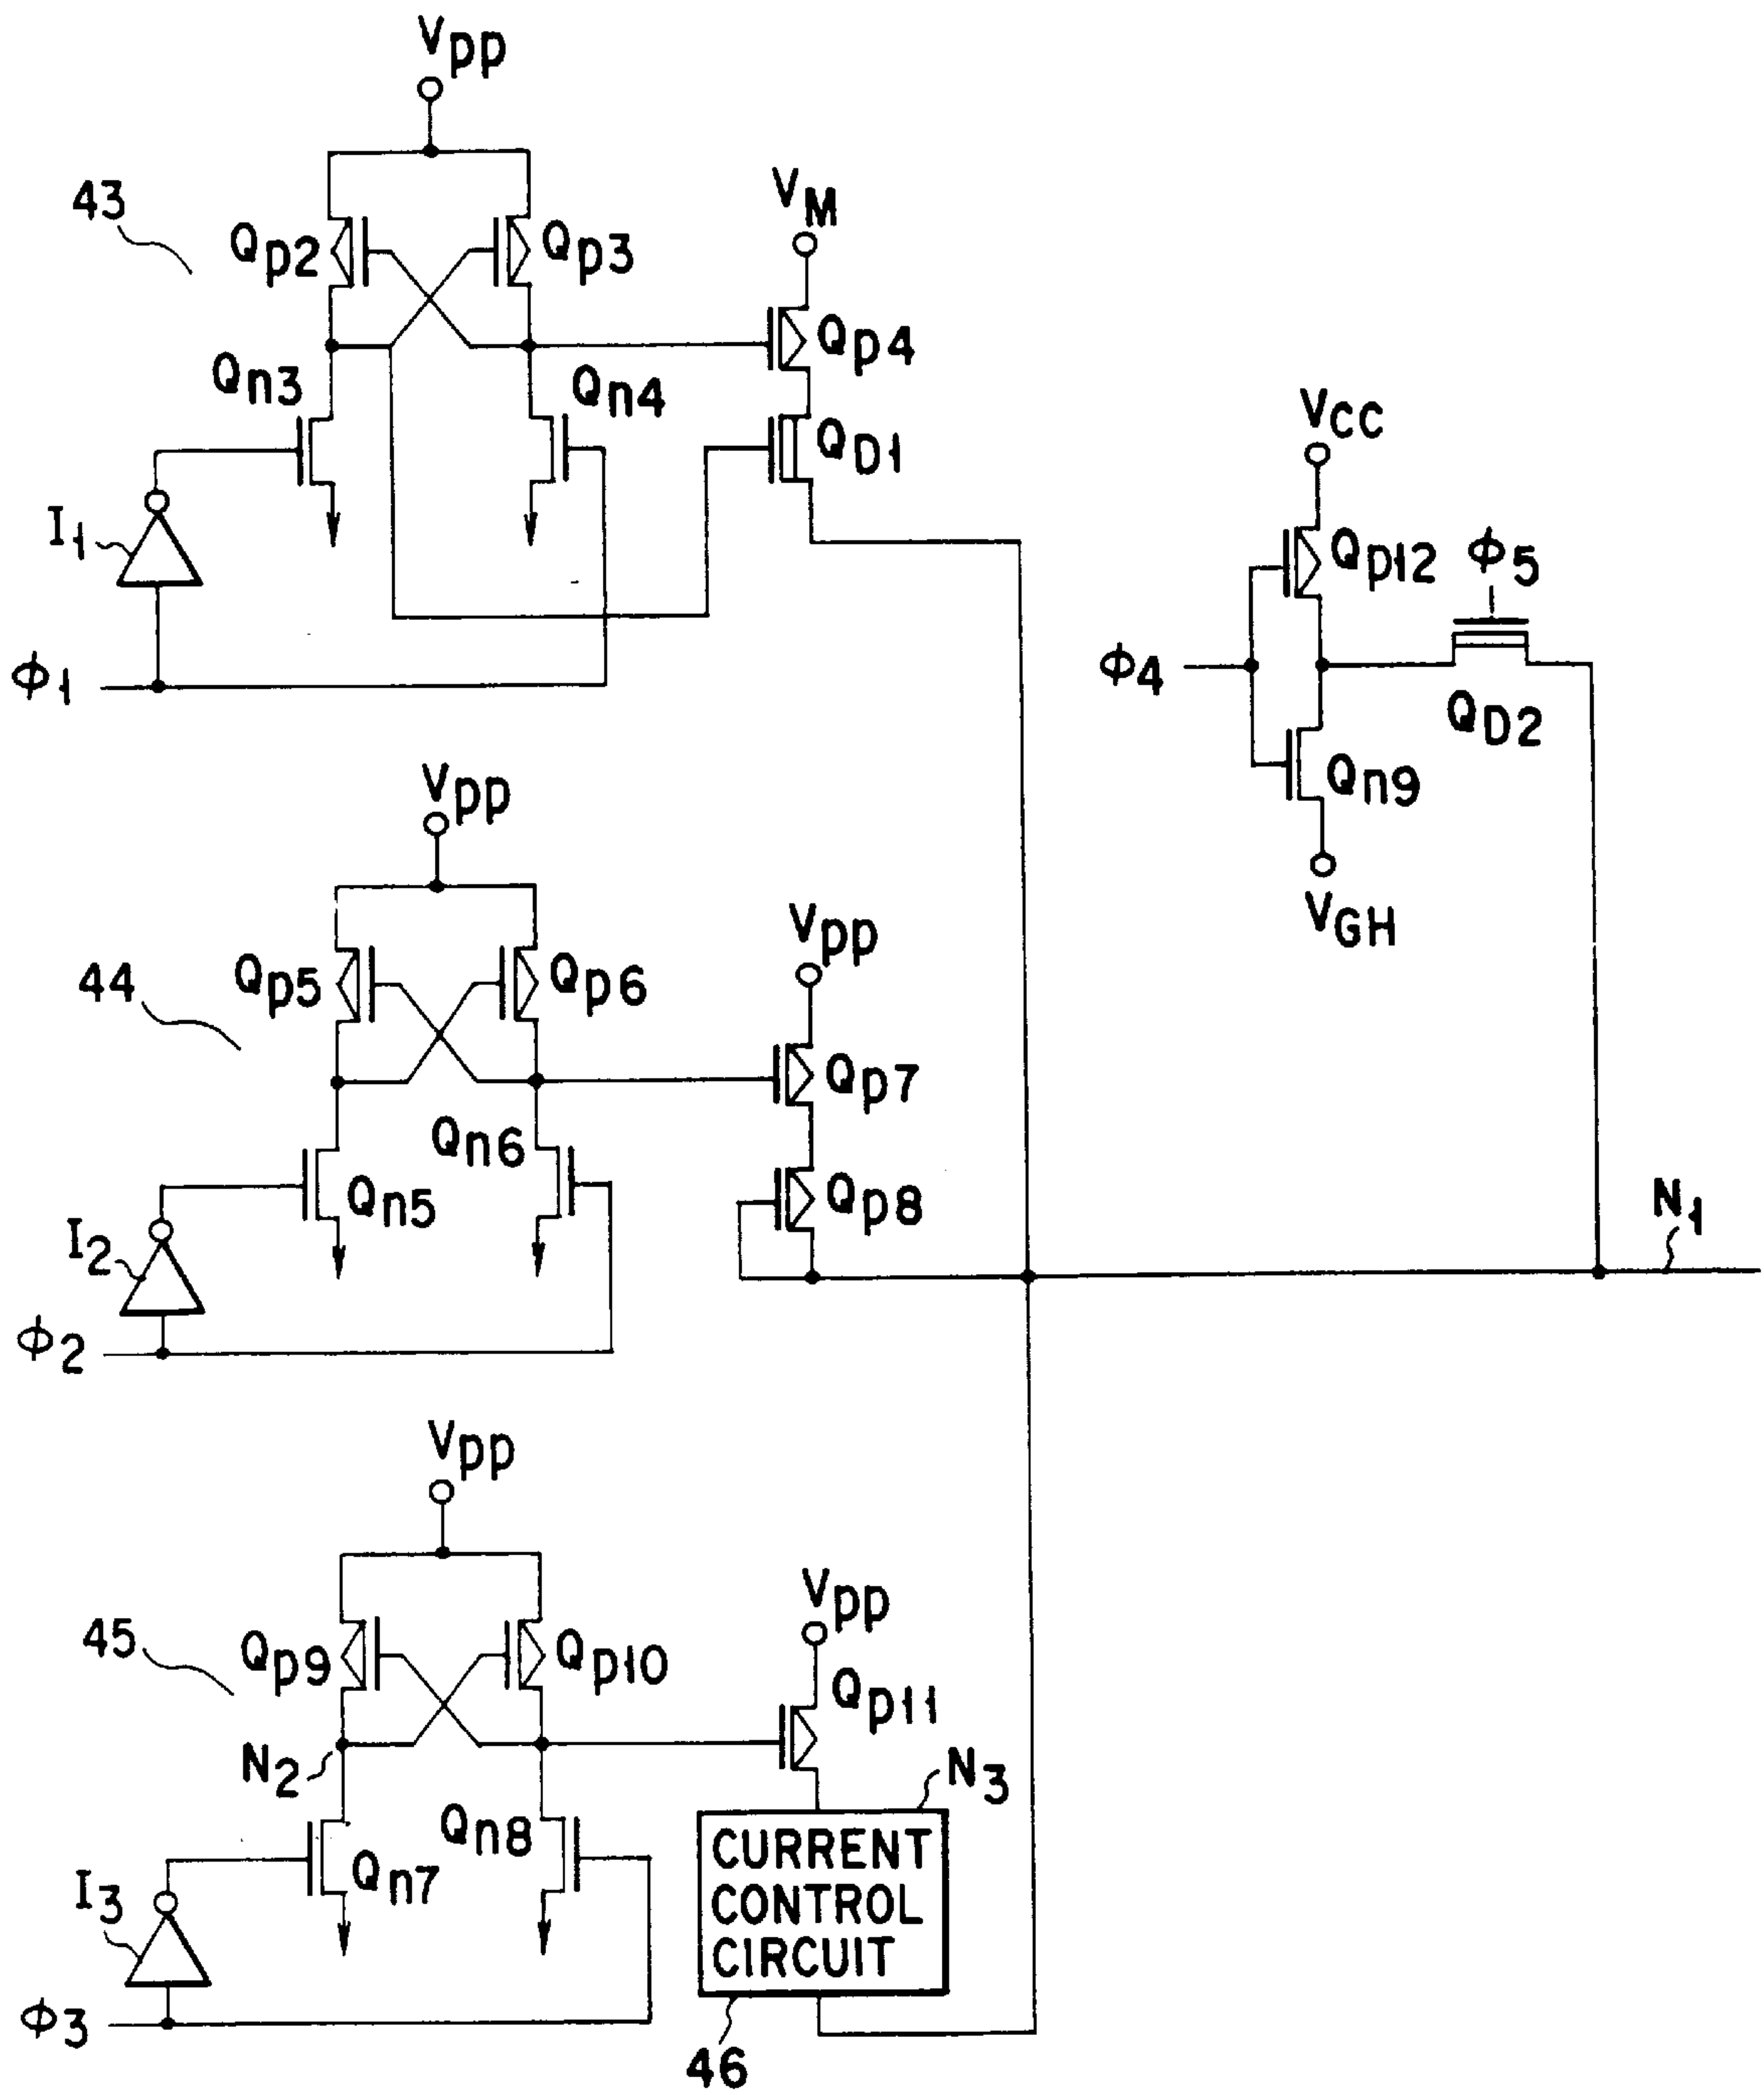 Vpp
43
Qp2
Qp3
VM
Qp4
Qn3
Qn4
QD1
I1
ϕ1
VCC
Qp12
ϕ5
ϕ4
QD2
Qn9
VGH
Vpp
44
Qp5
Qp6
Vpp
Qp7
Qn6
Qn5
Qp8
I2
ϕ2
N1
Vpp
45
Qp9
Qp10
Vpp
Qp11
N2
N3
Qn8
Qn7
I3
ϕ3
CURRENT
CONTROL
CIRCUIT
46